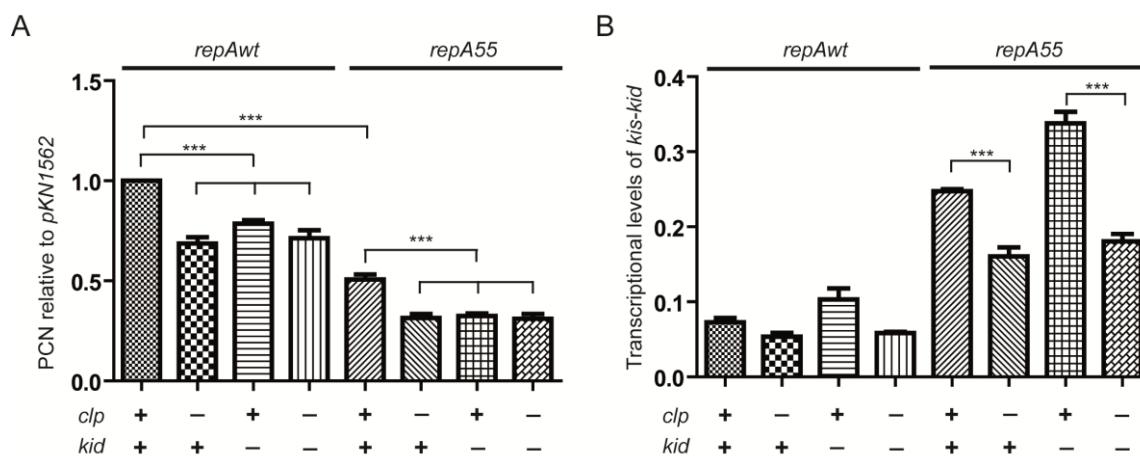 A
repAwt repA55
PCN relative to pKN1562
1.5
1.0
0.5
0.0
***
***
***
clp + – + – + – + –
kid + + – – + + – –
B
repAwt repA55
Transcriptional levels of kis-kid
0.4
0.3
0.2
0.1
0.0
***
***
clp + – + – + – + –
kid + + – – + + – –